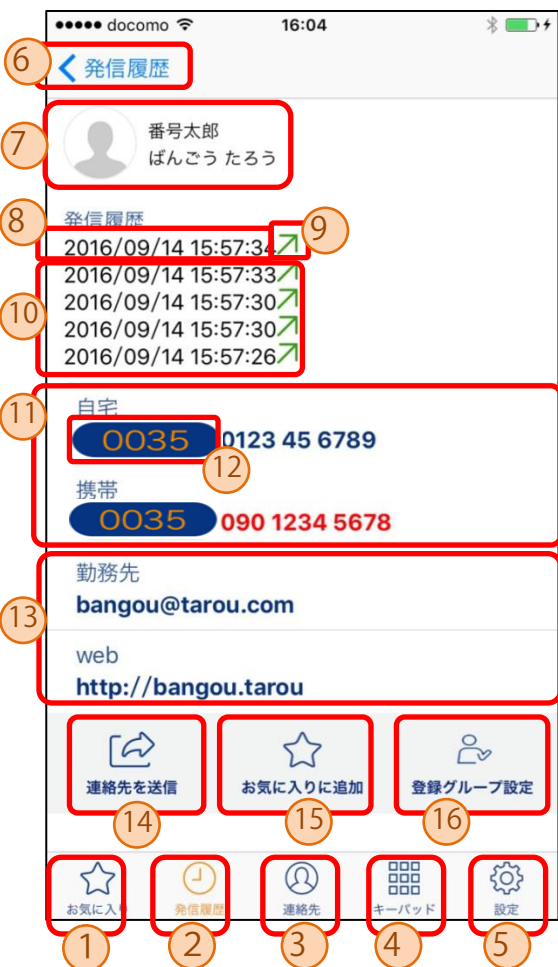 docomo 16:04
6
発信履歴
7
番号太郎
ばんごう たろう
8
発信履歴
9
2016/09/14 15:57:34
10
2016/09/14 15:57:33
2016/09/14 15:57:30
2016/09/14 15:57:30
2016/09/14 15:57:26
11
自宅
0035 0123 45 6789
12
携帯
0035 090 1234 5678
13
勤務先
bangou@tarou.com
web
http://bangou.tarou
連絡先を送信 お気に入りに追加 登録グループ設定
14 15 16
お気に入り 発信履歴 連絡先 キーパッド 設定
1 2 3 4 5